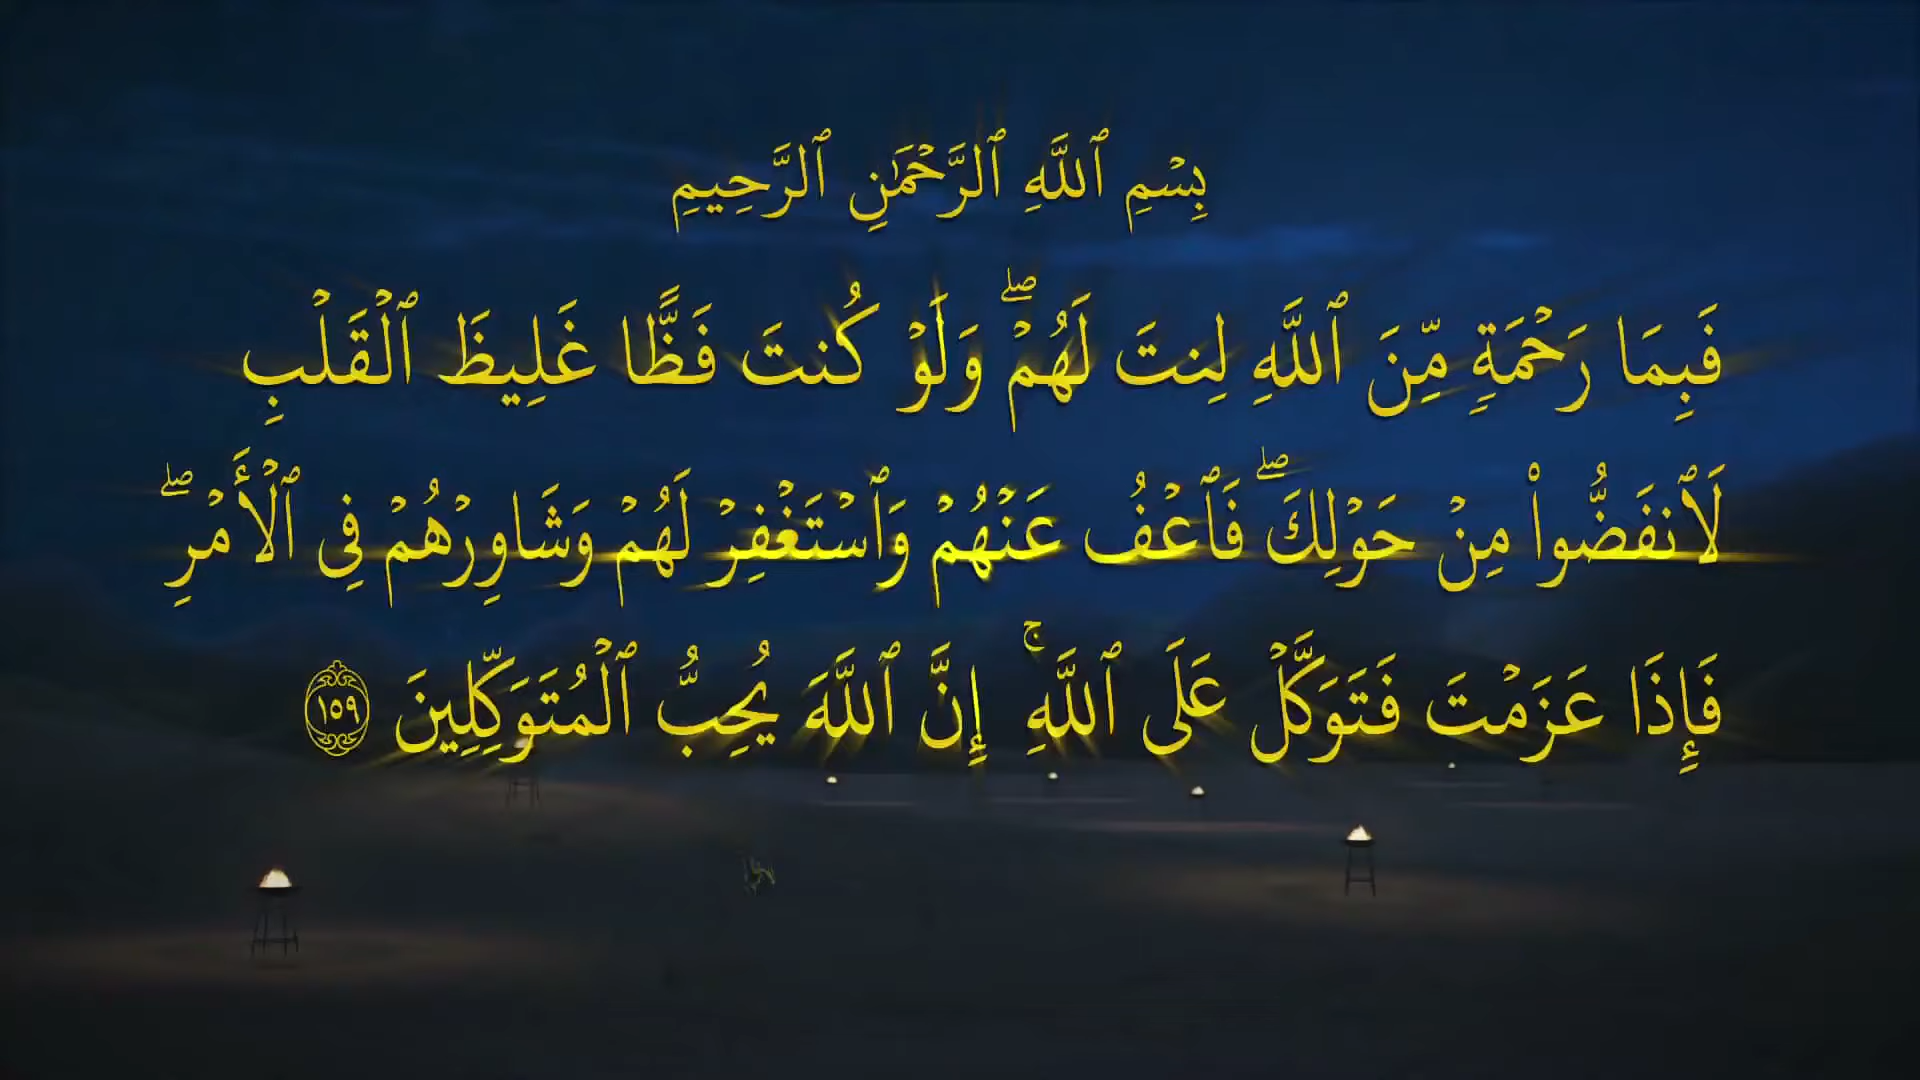 بِسْمِ ٱللَّهِ ٱلرَّحْمَٰنِ ٱلرَّحِيمِ
فَبِمَا رَحْمَةٍ مِّنَ ٱللَّهِ لِنتَ لَهُمْ ۖ وَلَوْ كُنتَ فَظًّا غَلِيظَ ٱلْقَلْبِ
لَٱنفَضُّوا۟ مِنْ حَوْلِكَ ۖ فَٱعْفُ عَنْهُمْ وَٱسْتَغْفِرْ لَهُمْ وَشَاوِرْهُمْ فِى ٱلْأَمْرِ ۖ
فَإِذَا عَزَمْتَ فَتَوَكَّلْ عَلَى ٱللَّهِ ۚ إِنَّ ٱللَّهَ يُحِبُّ ٱلْمُتَوَكِّلِينَ ١٥٩